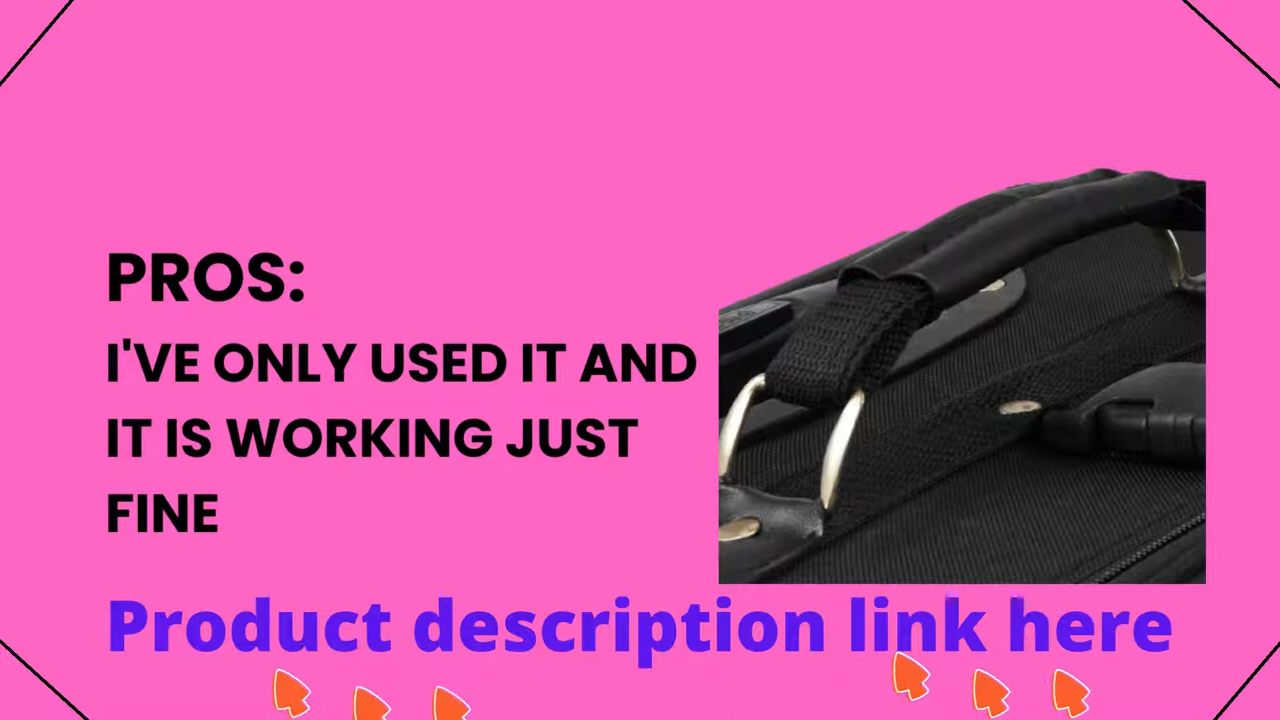 PROS:
I'VE ONLY USED IT AND
IT IS WORKING JUST
FINE
Product description link here